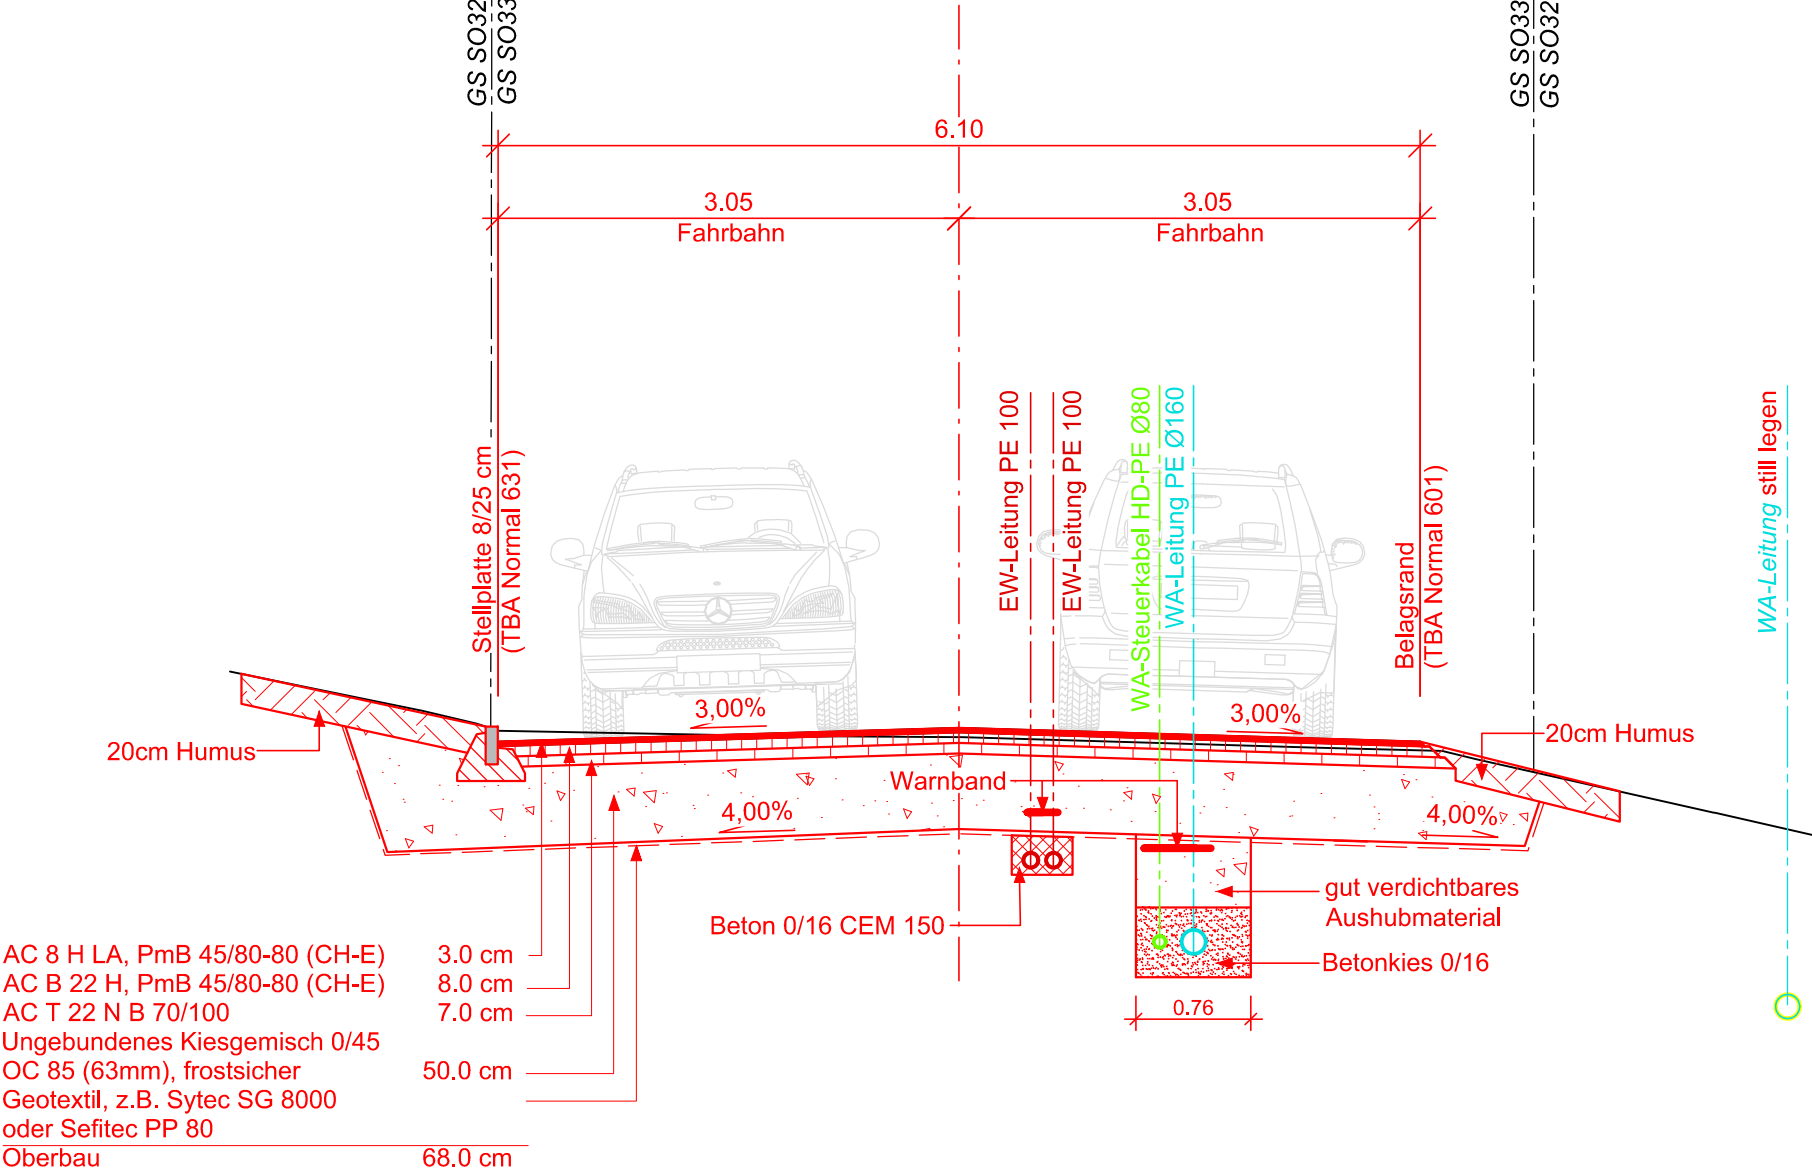 GS SO32
GS SO33
GS SO33
GS SO32
6.10
3.05
Fahrbahn
3.05
Fahrbahn
Stellplatte 8/25 cm
(TBA Normal 631)
EW-Leitung PE 100
EW-Leitung PE 100
WA-Steuerkabel HD-PE Ø80
WA-Leitung PE Ø160
Belagsrand
(TBA Normal 601)
WA-Leitung still legen
3,00%
3,00%
20cm Humus
20cm Humus
Warnband
4,00%
4,00%
gut verdichtbares
Aushubmaterial
Beton 0/16 CEM 150
Betonkies 0/16
0.76
AC 8 H LA, PmB 45/80-80 (CH-E) 3.0 cm
AC B 22 H, PmB 45/80-80 (CH-E) 8.0 cm
AC T 22 N B 70/100 7.0 cm
Ungebundenes Kiesgemisch 0/45
OC 85 (63mm), frostsicher 50.0 cm
Geotextil, z.B. Sytec SG 8000
oder Sefitec PP 80
Oberbau 68.0 cm